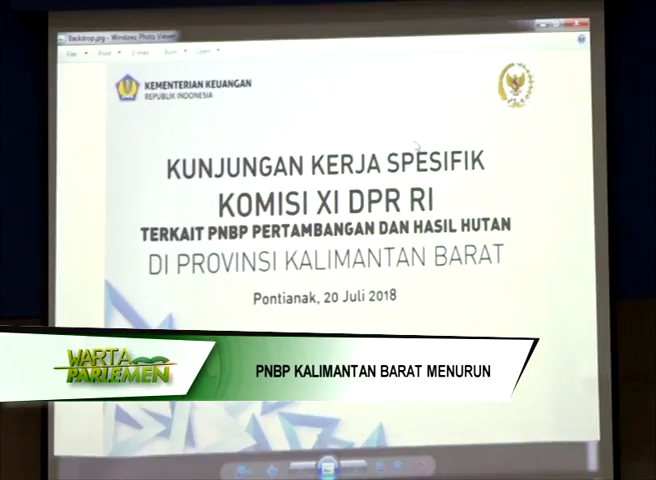 Backdrop.jpg - Windows Photo Viewer
File Print E-mail Burn Open
KEMENTERIAN KEUANGAN
REPUBLIK INDONESIA
KUNJUNGAN KERJA SPESIFIK
KOMISI XI DPR RI
TERKAIT PNBP PERTAMBANGAN DAN HASIL HUTAN
DI PROVINSI KALIMANTAN BARAT
Pontianak, 20 Juli 2018
WARTA
PARLEMEN
PNBP KALIMANTAN BARAT MENURUN